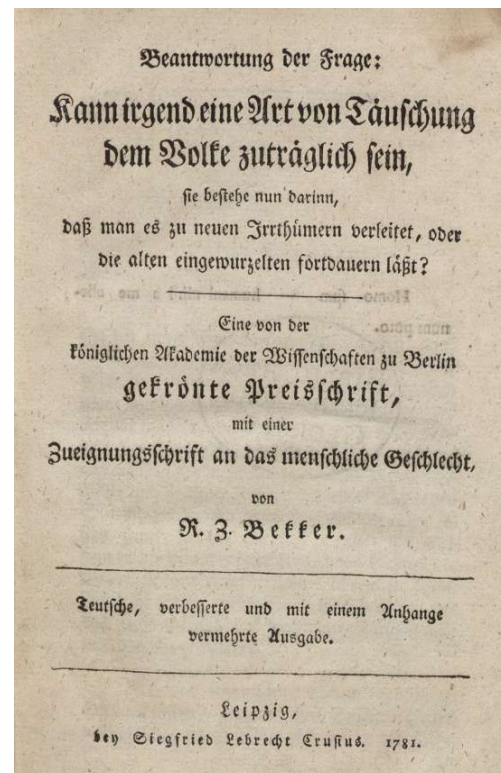 Beantwortung der Frage:
Kann irgend eine Art von Täuschung
dem Volke zuträglich sein,
sie bestehe nun darinn,
daß man es zu neuen Irrthümern verleitet, oder
die alten eingewurzelten fortdauern läßt?
Eine von der
königlichen Akademie der Wissenschaften zu Berlin
gekrönte Preisschrift,
mit einer
Zueignungsschrift an das menschliche Geschlecht,
von
R. Z. Bekker.
Teutsche, verbesserte und mit einem Anhange
vermehrte Ausgabe.
Leipzig,
bey Siegfried Lebrecht Crusius. 1781.